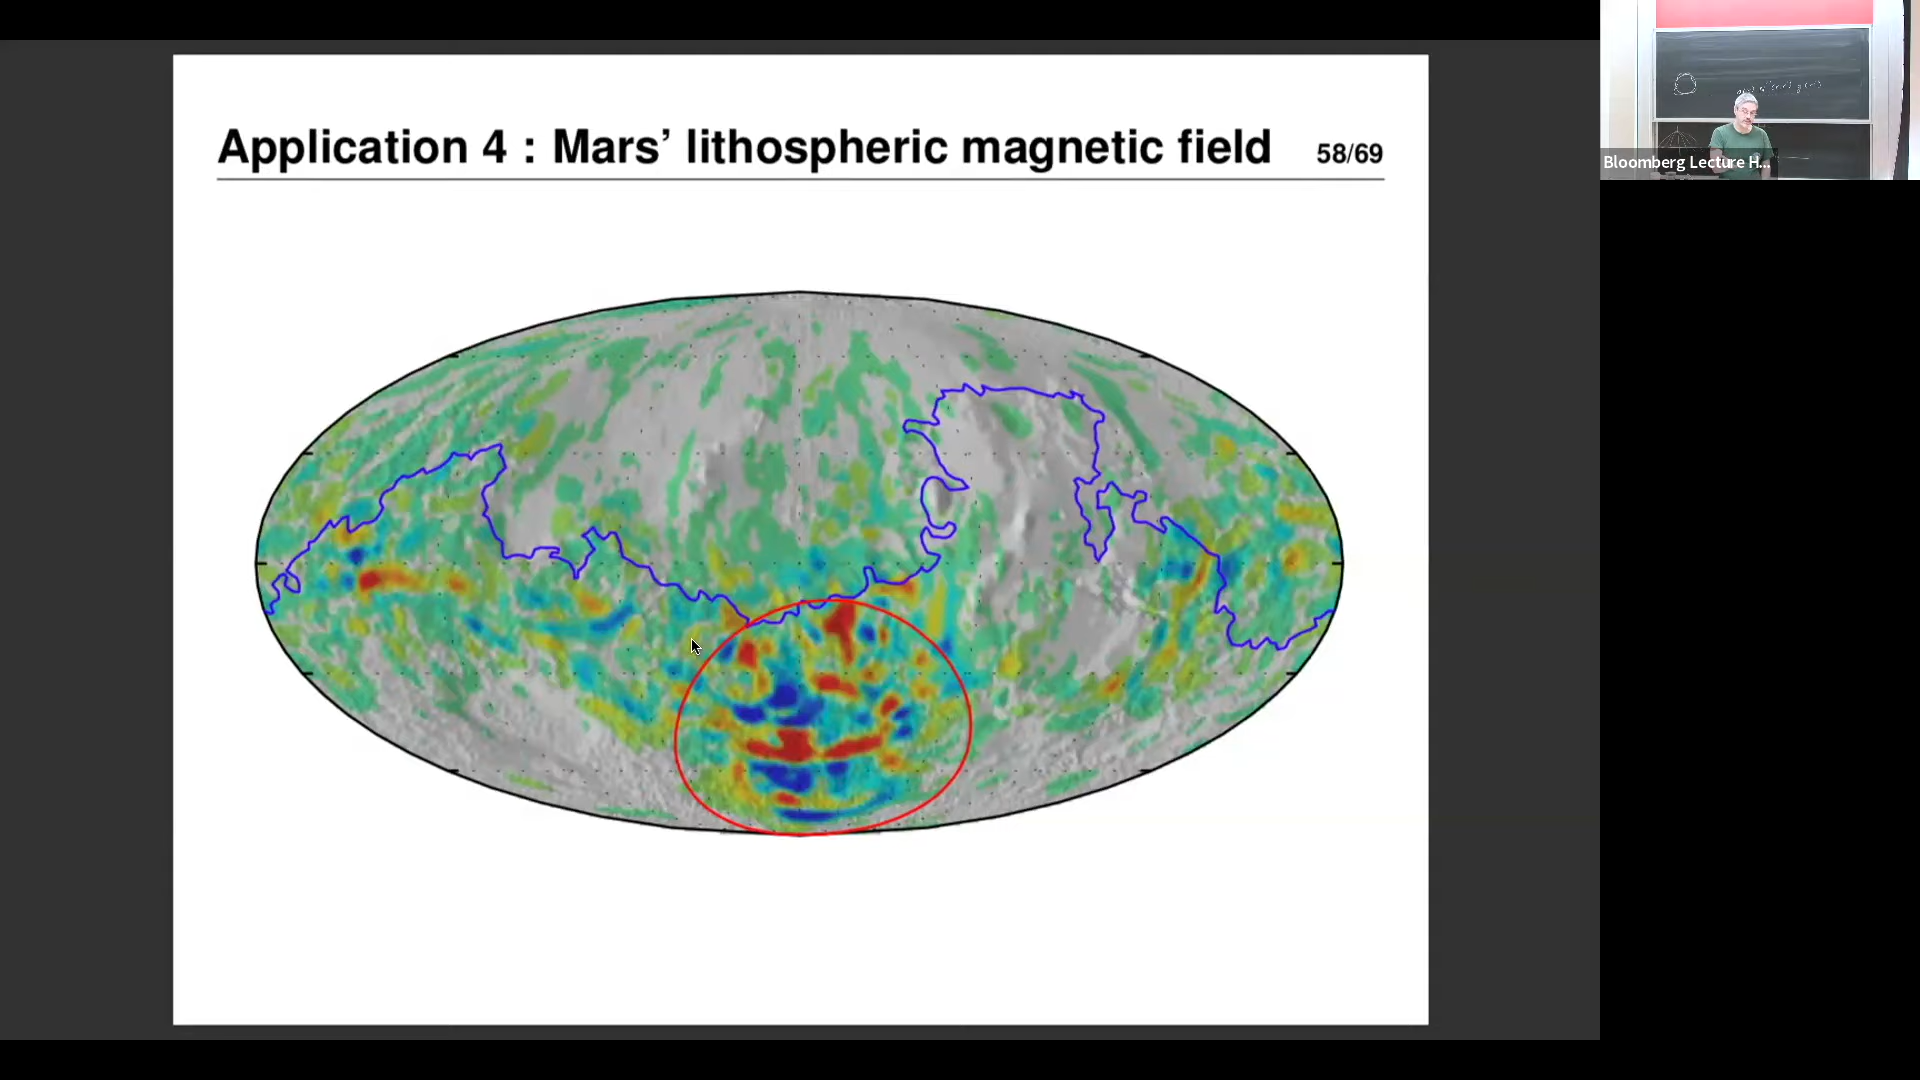 Application 4 : Mars' lithospheric magnetic field 58/69
Bloomberg Lecture H...